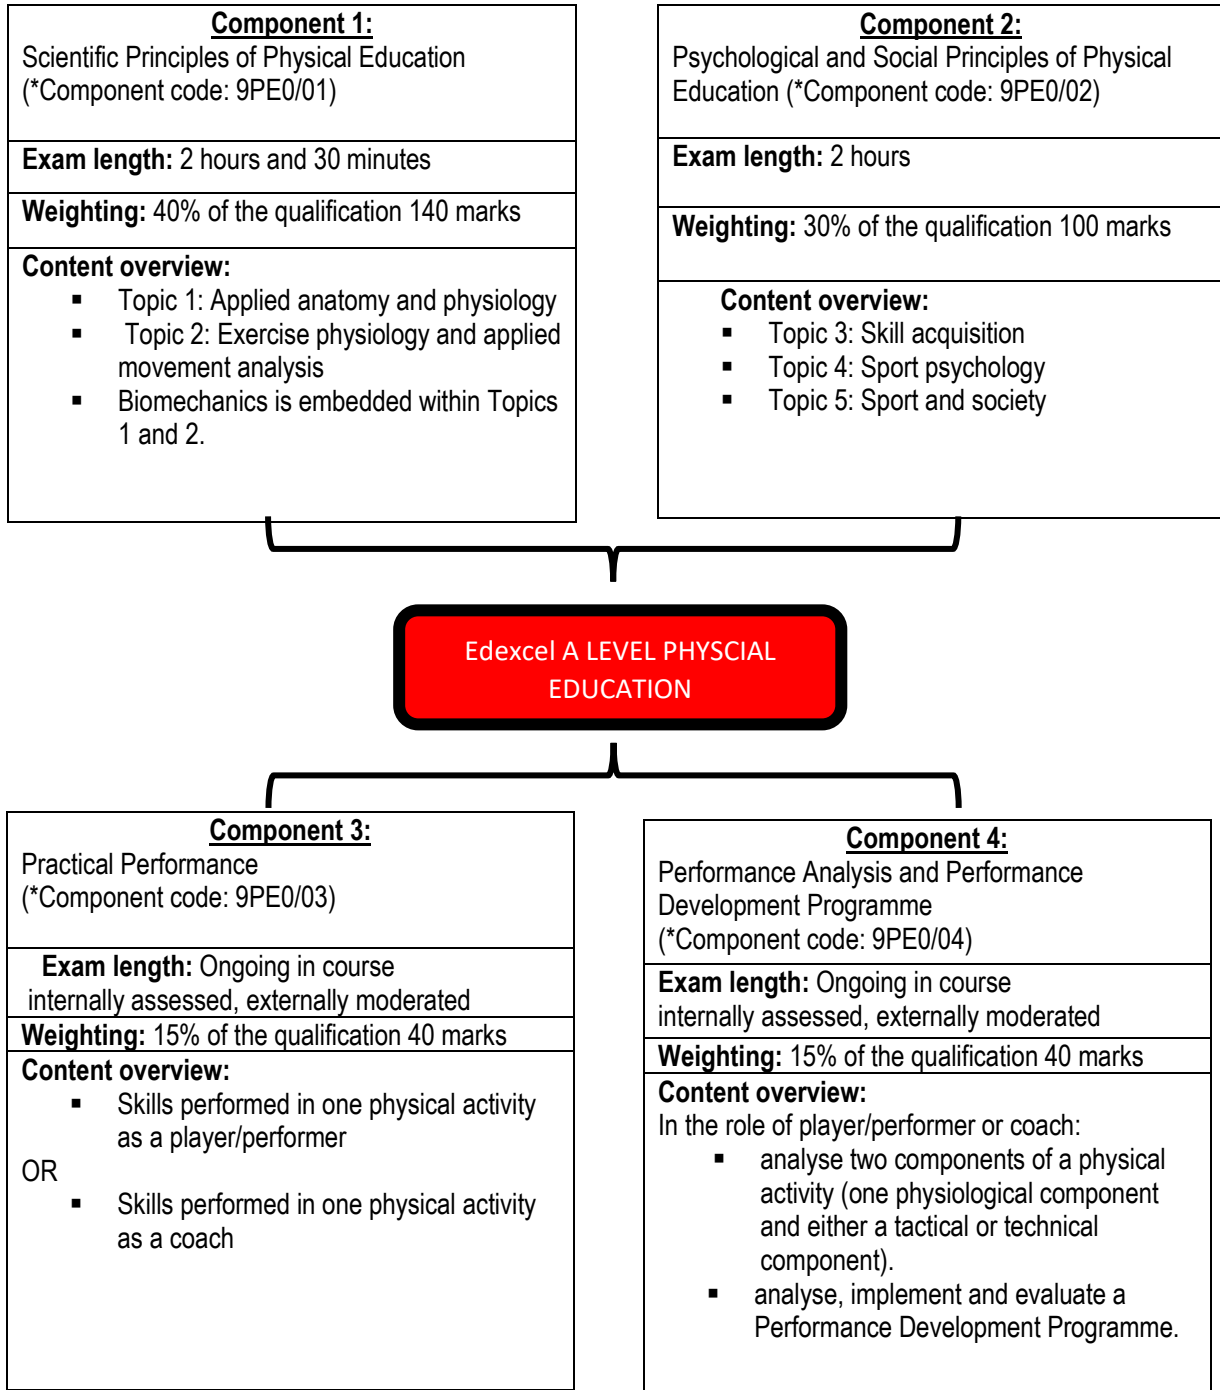 Component 1:
Scientific Principles of Physical Education
(*Component code: 9PE0/01)
Exam length: 2 hours and 30 minutes
Weighting: 40% of the qualification 140 marks
Content overview:
▪ Topic 1: Applied anatomy and physiology
▪ Topic 2: Exercise physiology and applied
movement analysis
▪ Biomechanics is embedded within Topics
1 and 2.
Component 2:
Psychological and Social Principles of Physical
Education (*Component code: 9PE0/02)
Exam length: 2 hours
Weighting: 30% of the qualification 100 marks
Content overview:
▪ Topic 3: Skill acquisition
▪ Topic 4: Sport psychology
▪ Topic 5: Sport and society
Edexcel A LEVEL PHYSCIAL
EDUCATION
Component 3:
Practical Performance
(*Component code: 9PE0/03)
Exam length: Ongoing in course
internally assessed, externally moderated
Weighting: 15% of the qualification 40 marks
Content overview:
▪ Skills performed in one physical activity
as a player/performer
OR
▪ Skills performed in one physical activity
as a coach
Component 4:
Performance Analysis and Performance
Development Programme
(*Component code: 9PE0/04)
Exam length: Ongoing in course
internally assessed, externally moderated
Weighting: 15% of the qualification 40 marks
Content overview:
In the role of player/performer or coach:
▪ analyse two components of a physical
activity (one physiological component
and either a tactical or technical
component).
▪ analyse, implement and evaluate a
Performance Development Programme.